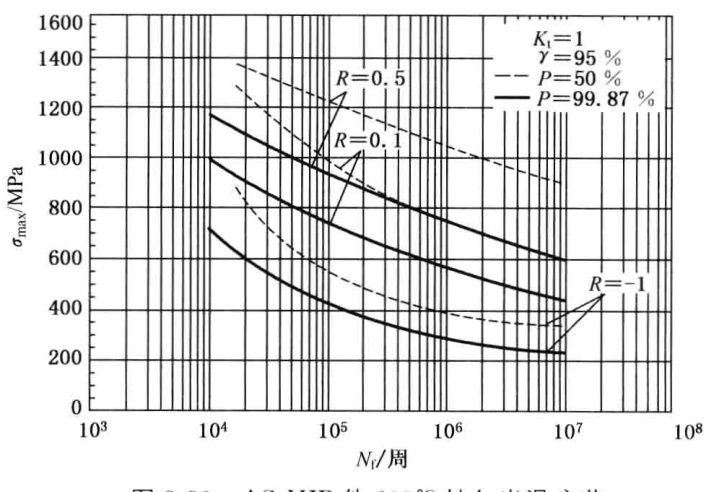 1600
1400
1200
1000
800
600
400
200
0
σmax/MPa
Kt=1
γ=95 %
P=50 %
P=99.87 %
R=0.5
R=0.1
R=-1
10³
10⁴
10⁵
10⁶
10⁷
10⁸
Nf/周